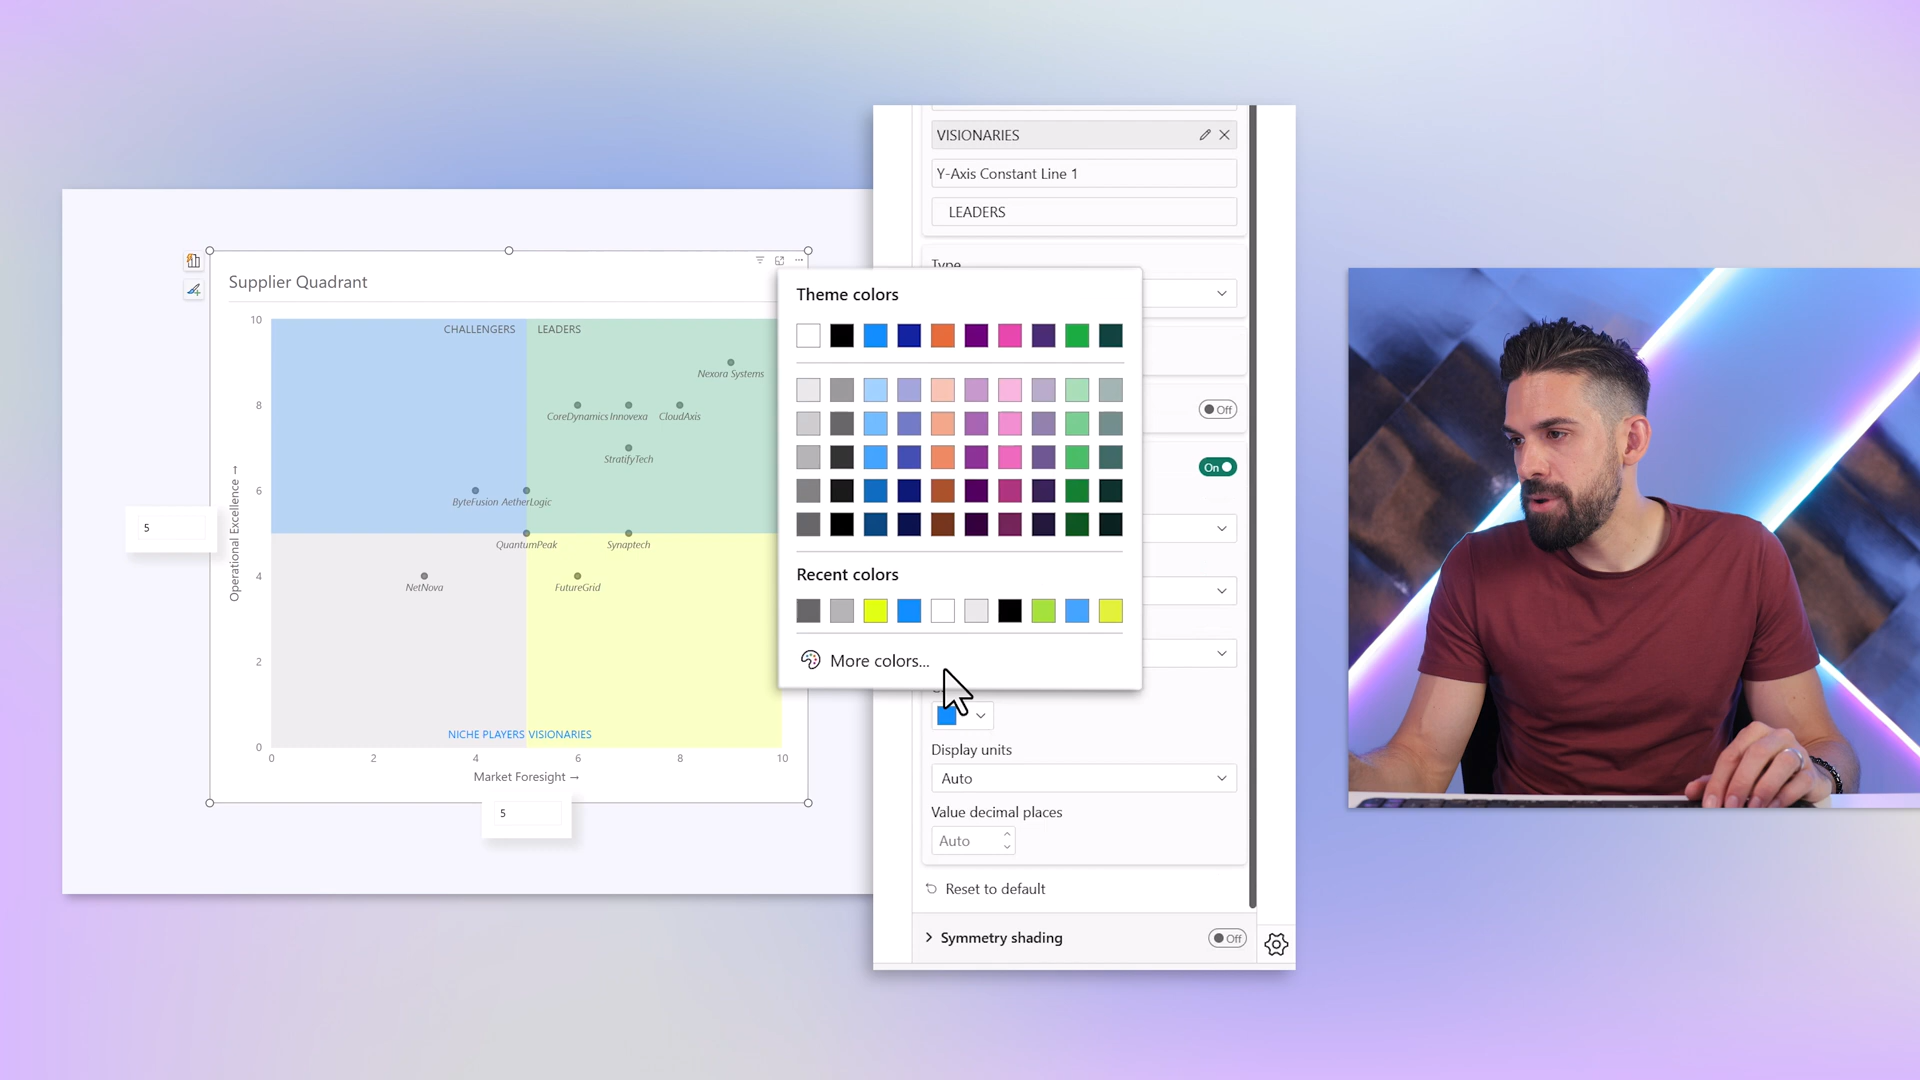 Supplier Quadrant
CHALLENGERS
LEADERS
Nexora Systems
CoreDynamics
Innovexa
CloudAxis
StratifyTech
ByteFusion
AetherLogic
QuantumPeak
Synaptech
NetNova
FutureGrid
NICHE PLAYERS
VISIONARIES
10
8
6
4
2
0
0
2
4
6
8
10
Operational Excellence →
Market Foresight →
5
5
VISIONARIES
Y-Axis Constant Line 1
LEADERS
Type
Off
On
Theme colors
Recent colors
More colors...
Display units
Auto
Value decimal places
Auto
Reset to default
Symmetry shading
Off